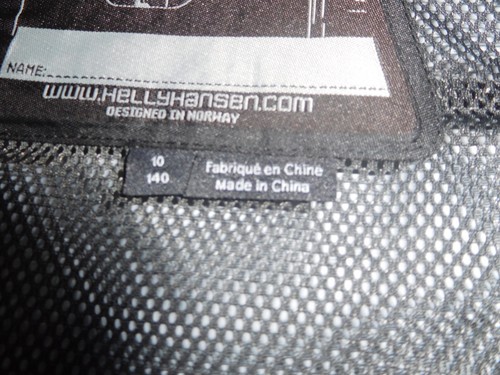 NAME:
WWW.HELLYHANSEN.COM
DESIGNED IN NORWAY
10
140
Fabriqué en Chine
Made in China